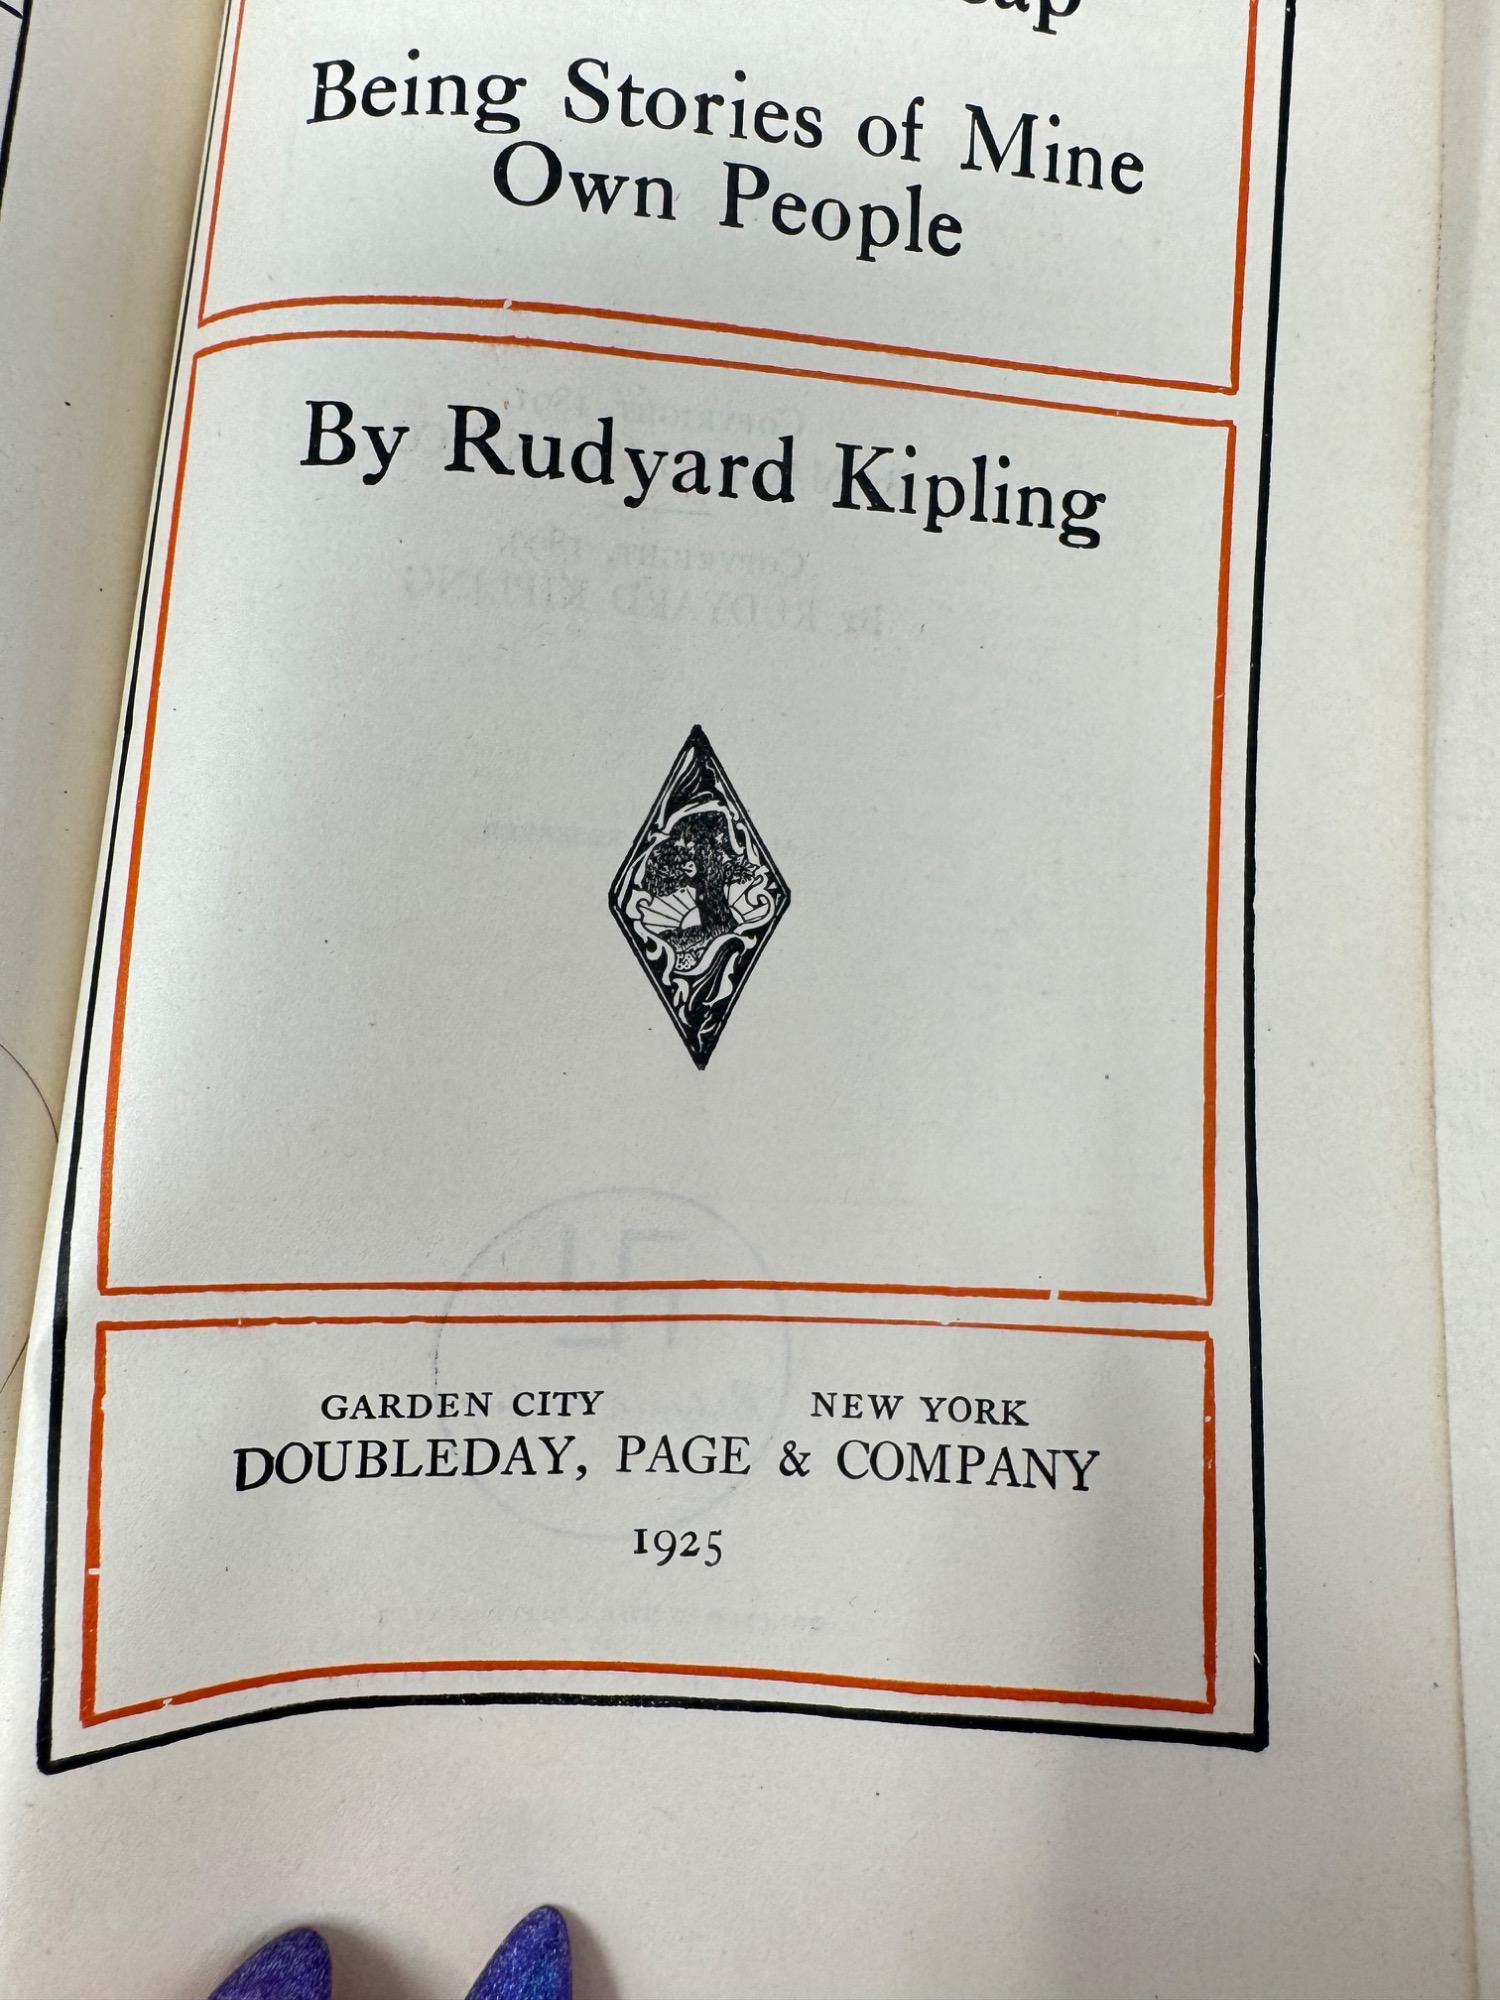 Being Stories of Mine
Own People
By Rudyard Kipling
GARDEN CITY NEW YORK
DOUBLEDAY, PAGE & COMPANY
1925